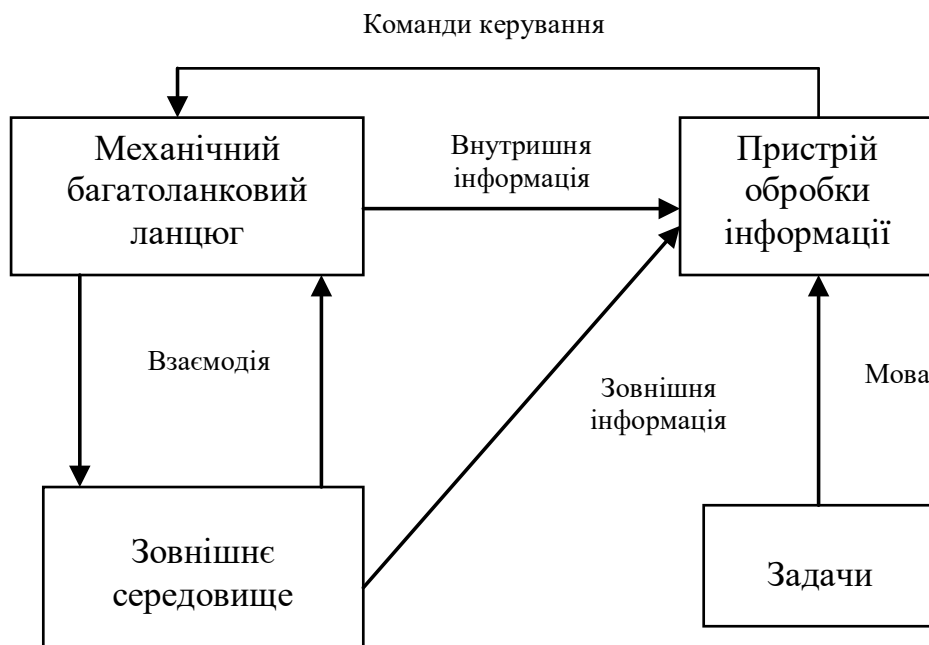 Команди керування
Механічний
багатоланковий
ланцюг
Внутришня
інформація
Пристрій
обробки
інформації
Взаємодія
Зовнішня
інформація
Мова
Зовнішнє
середовище
Задачи